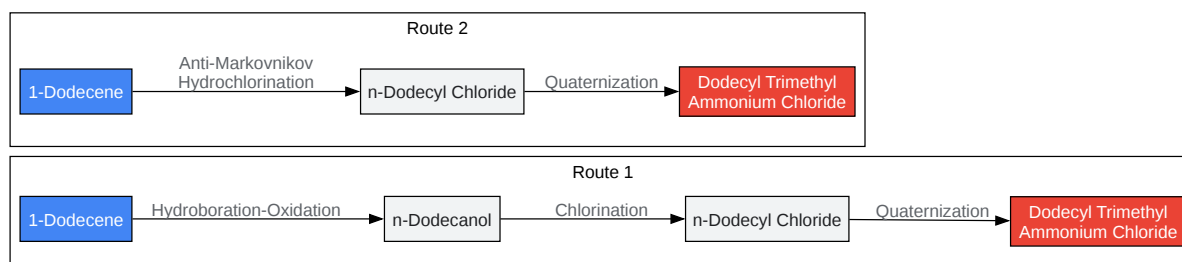 Route 2
1-Dodecene
Anti-Markovnikov
Hydrochlorination
n-Dodecyl Chloride
Quaternization
Dodecyl Trimethyl
Ammonium Chloride
Route 1
1-Dodecene
Hydroboration-Oxidation
n-Dodecanol
Chlorination
n-Dodecyl Chloride
Quaternization
Dodecyl Trimethyl
Ammonium Chloride